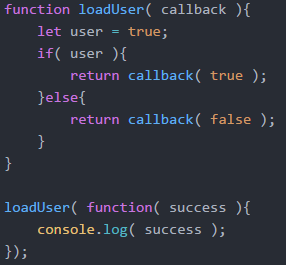 function loadUser( callback ){
    let user = true;
    if( user ){
        return callback( true );
    }else{
        return callback( false );
    }
}

loadUser( function( success ){
    console.log( success );
});